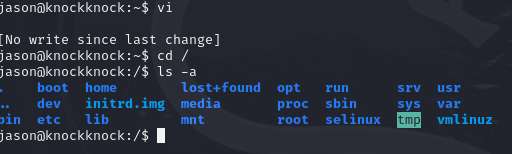 jason@knockknock:~$ vi

[No write since last change]
jason@knockknock:~$ cd /
jason@knockknock:/$ ls -a
.    boot  home        lost+found  opt   run      srv  usr
..   dev   initrd.img  media       proc  sbin     sys  var
bin  etc   lib         mnt         root  selinux  tmp  vmlinuz
jason@knockknock:/$